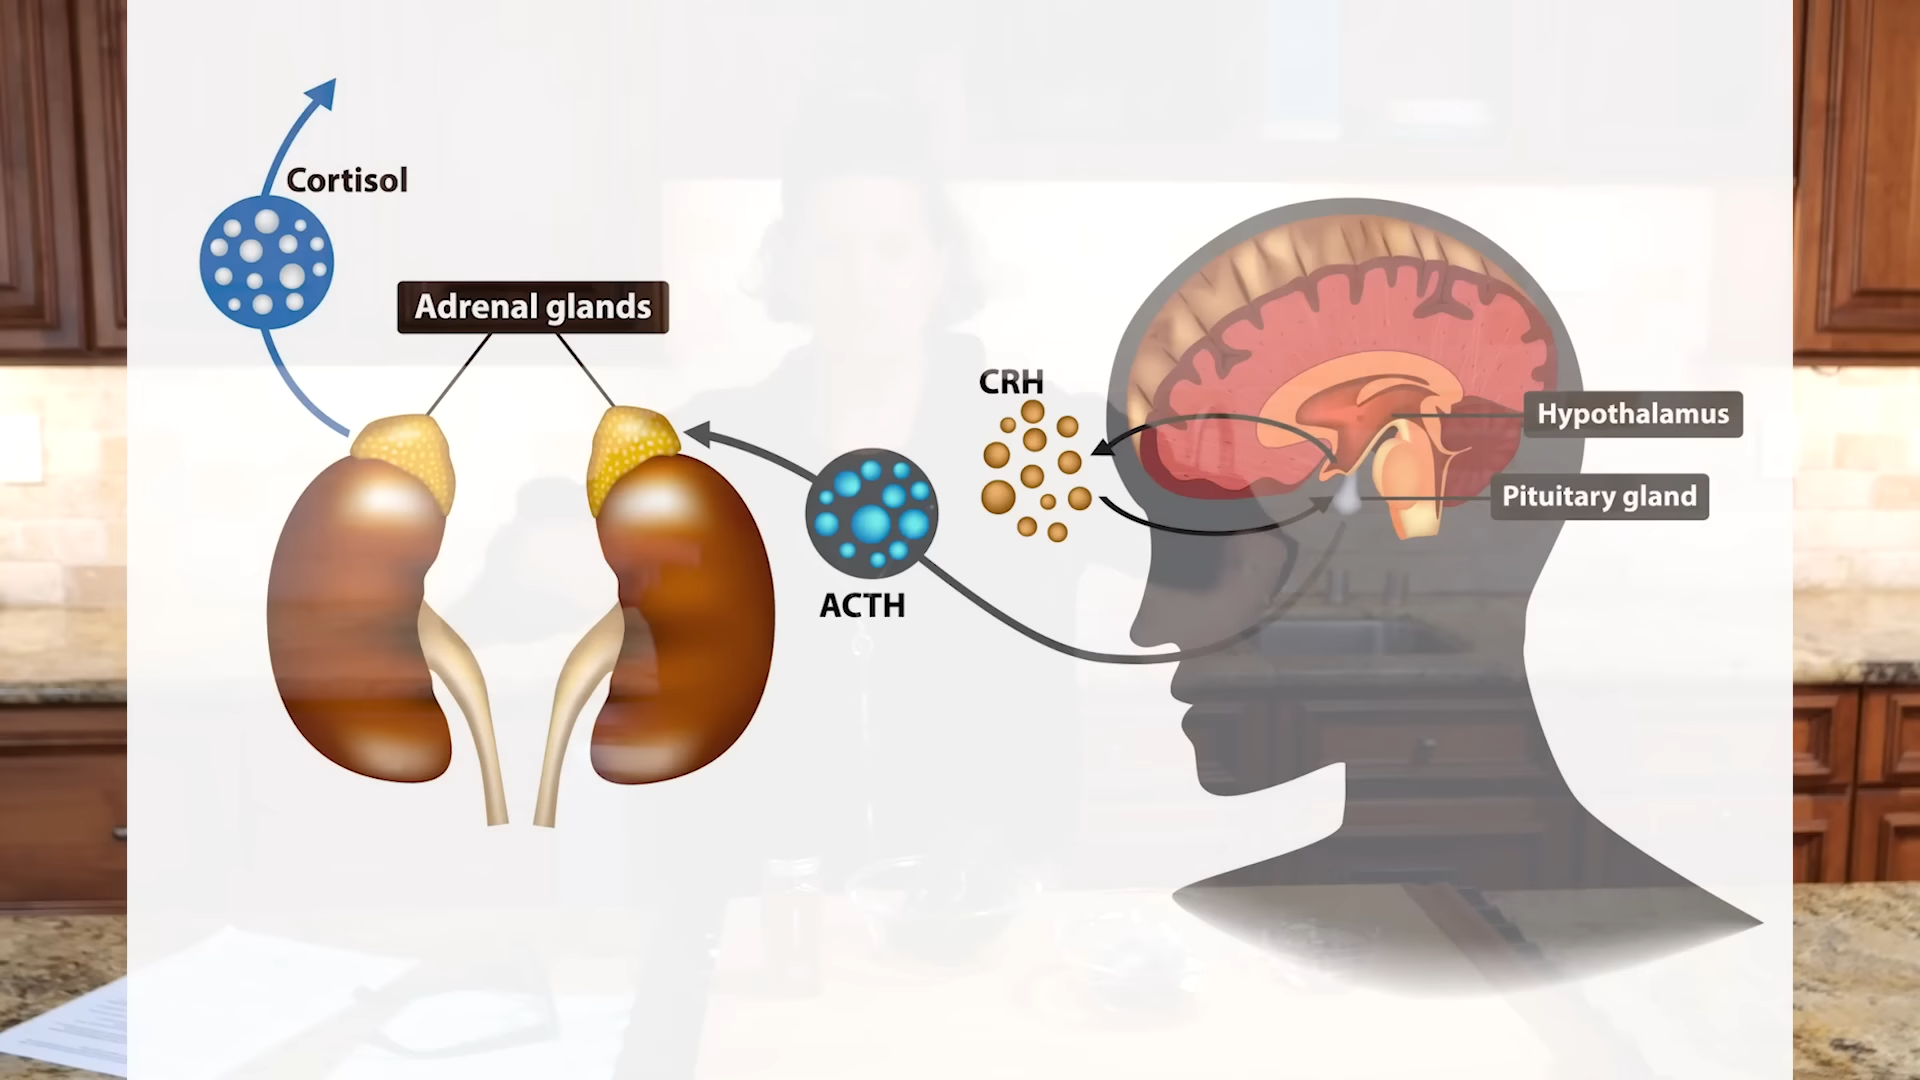 Cortisol
Adrenal glands
CRH
Hypothalamus
Pituitary gland
ACTH